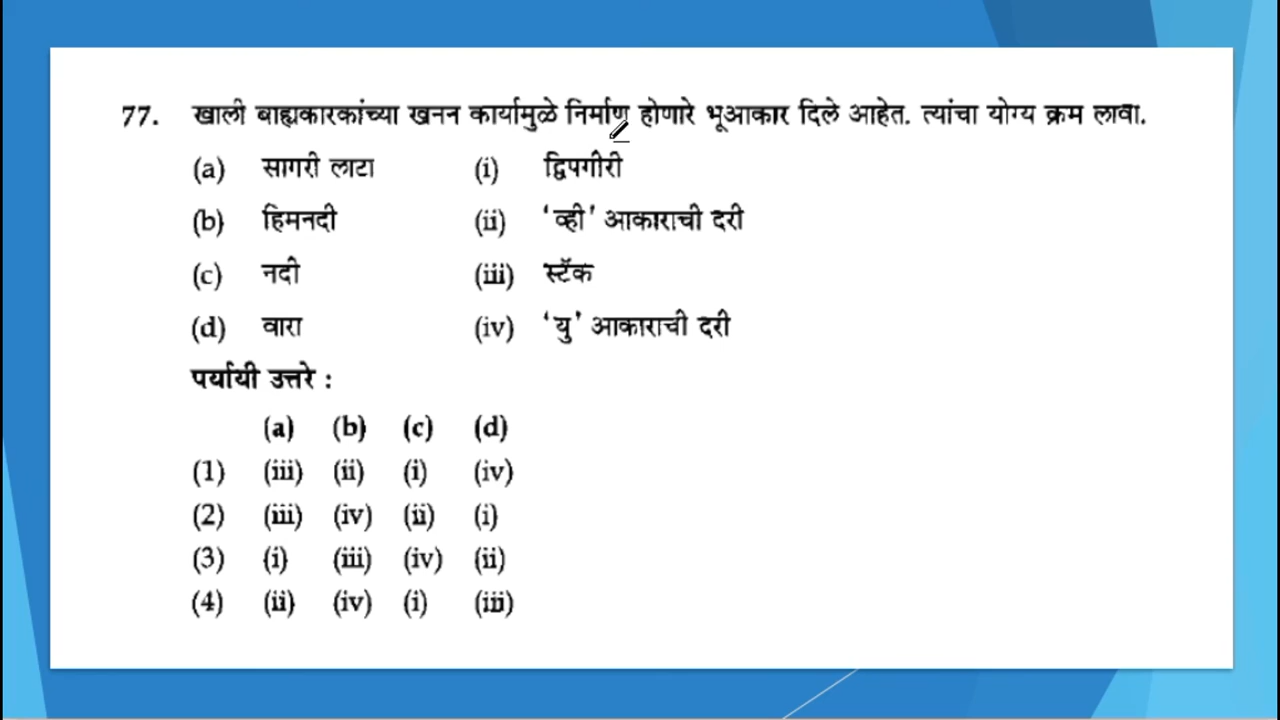 77. खाली बाह्यकारकांच्या खनन कार्यामुळे निर्माण होणारे भूआकार दिले आहेत. त्यांचा योग्य क्रम लावा.
(a) सागरी लाटा (i) द्विपगीरी
(b) हिमनदी (ii) 'व्ही' आकाराची दरी
(c) नदी (iii) स्टॅक
(d) वारा (iv) 'यु' आकाराची दरी
पर्यायी उत्तरे :
(a) (b) (c) (d)
(1) (iii) (ii) (i) (iv)
(2) (iii) (iv) (ii) (i)
(3) (i) (iii) (iv) (ii)
(4) (ii) (iv) (i) (iii)